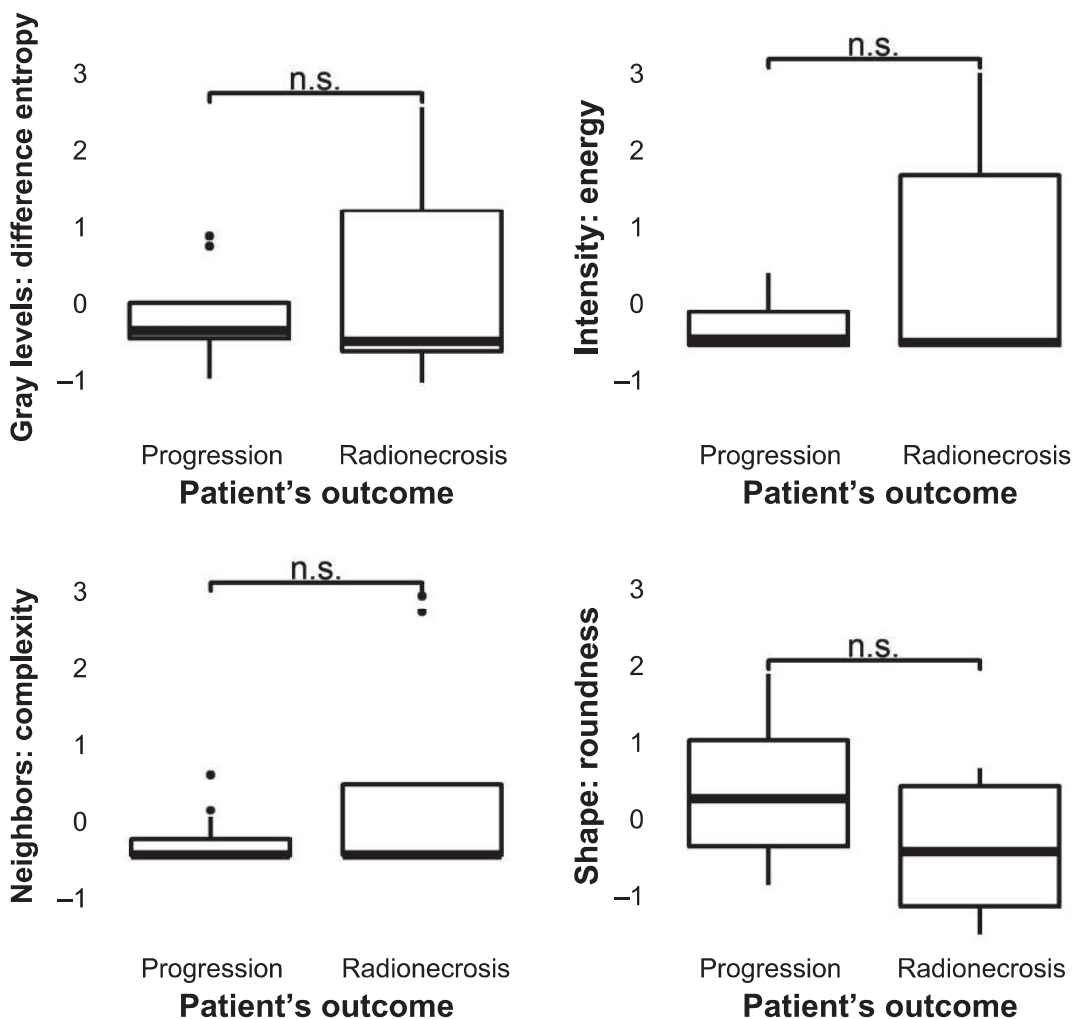 Gray levels: difference entropy
3
2
1
0
–1
n.s.
Progression Radionecrosis
Patient’s outcome
Intensity: energy
3
2
1
0
–1
n.s.
Progression Radionecrosis
Patient’s outcome
Neighbors: complexity
3
2
1
0
–1
n.s.
Progression Radionecrosis
Patient’s outcome
Shape: roundness
3
2
1
0
–1
n.s.
Progression Radionecrosis
Patient’s outcome